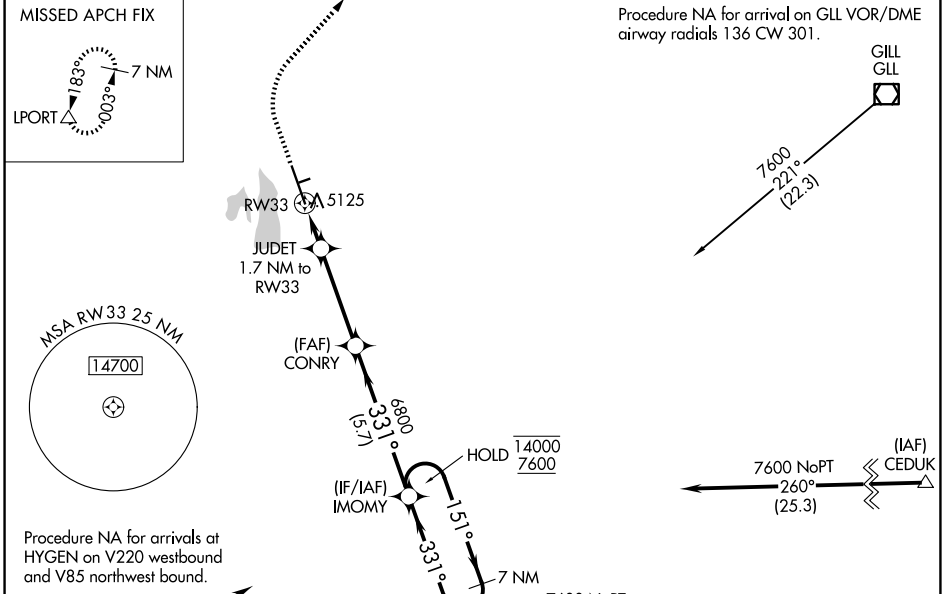 MISSED APCH FIX
7 NM
183°
003°
LPORT
Procedure NA for arrival on GLL VOR/DME
airway radials 136 CW 301.
GILL
GLL
7600
221°
(22.3)
RW33
5125
JUDET
1.7 NM to
RW33
MSA RW33 25 NM
14700
(FAF)
CONRY
6800
331°
(5.7)
HOLD
14000
7600
(IF/IAF)
IMOMY
151°
331°
7 NM
(IAF)
CEDUK
7600 NoPT
260°
(25.3)
Procedure NA for arrivals at
HYGEN on V220 westbound
and V85 northwest bound.